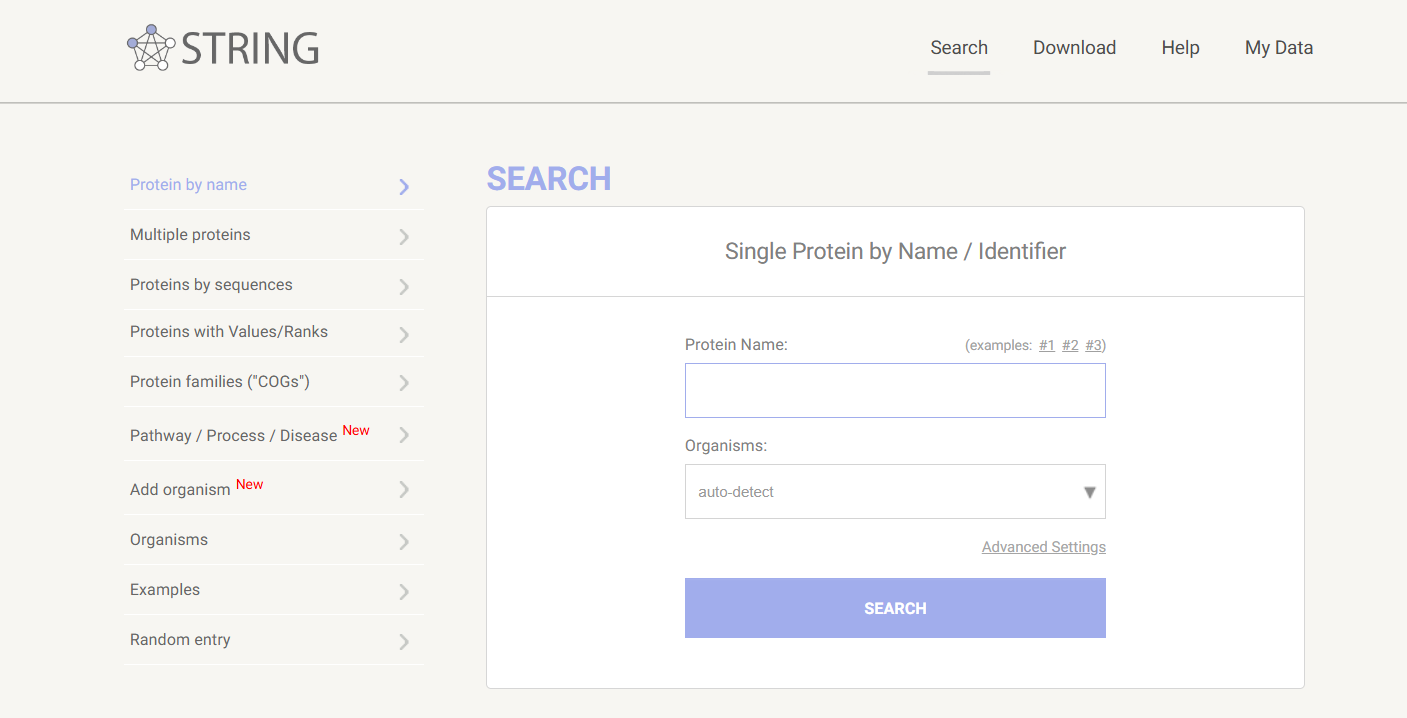 STRING
Search Download Help My Data
Protein by name
Multiple proteins
Proteins by sequences
Proteins with Values/Ranks
Protein families ("COGs")
Pathway / Process / Disease New
Add organism New
Organisms
Examples
Random entry
SEARCH
Single Protein by Name / Identifier
Protein Name: (examples: #1 #2 #3)
Organisms:
auto-detect
Advanced Settings
SEARCH